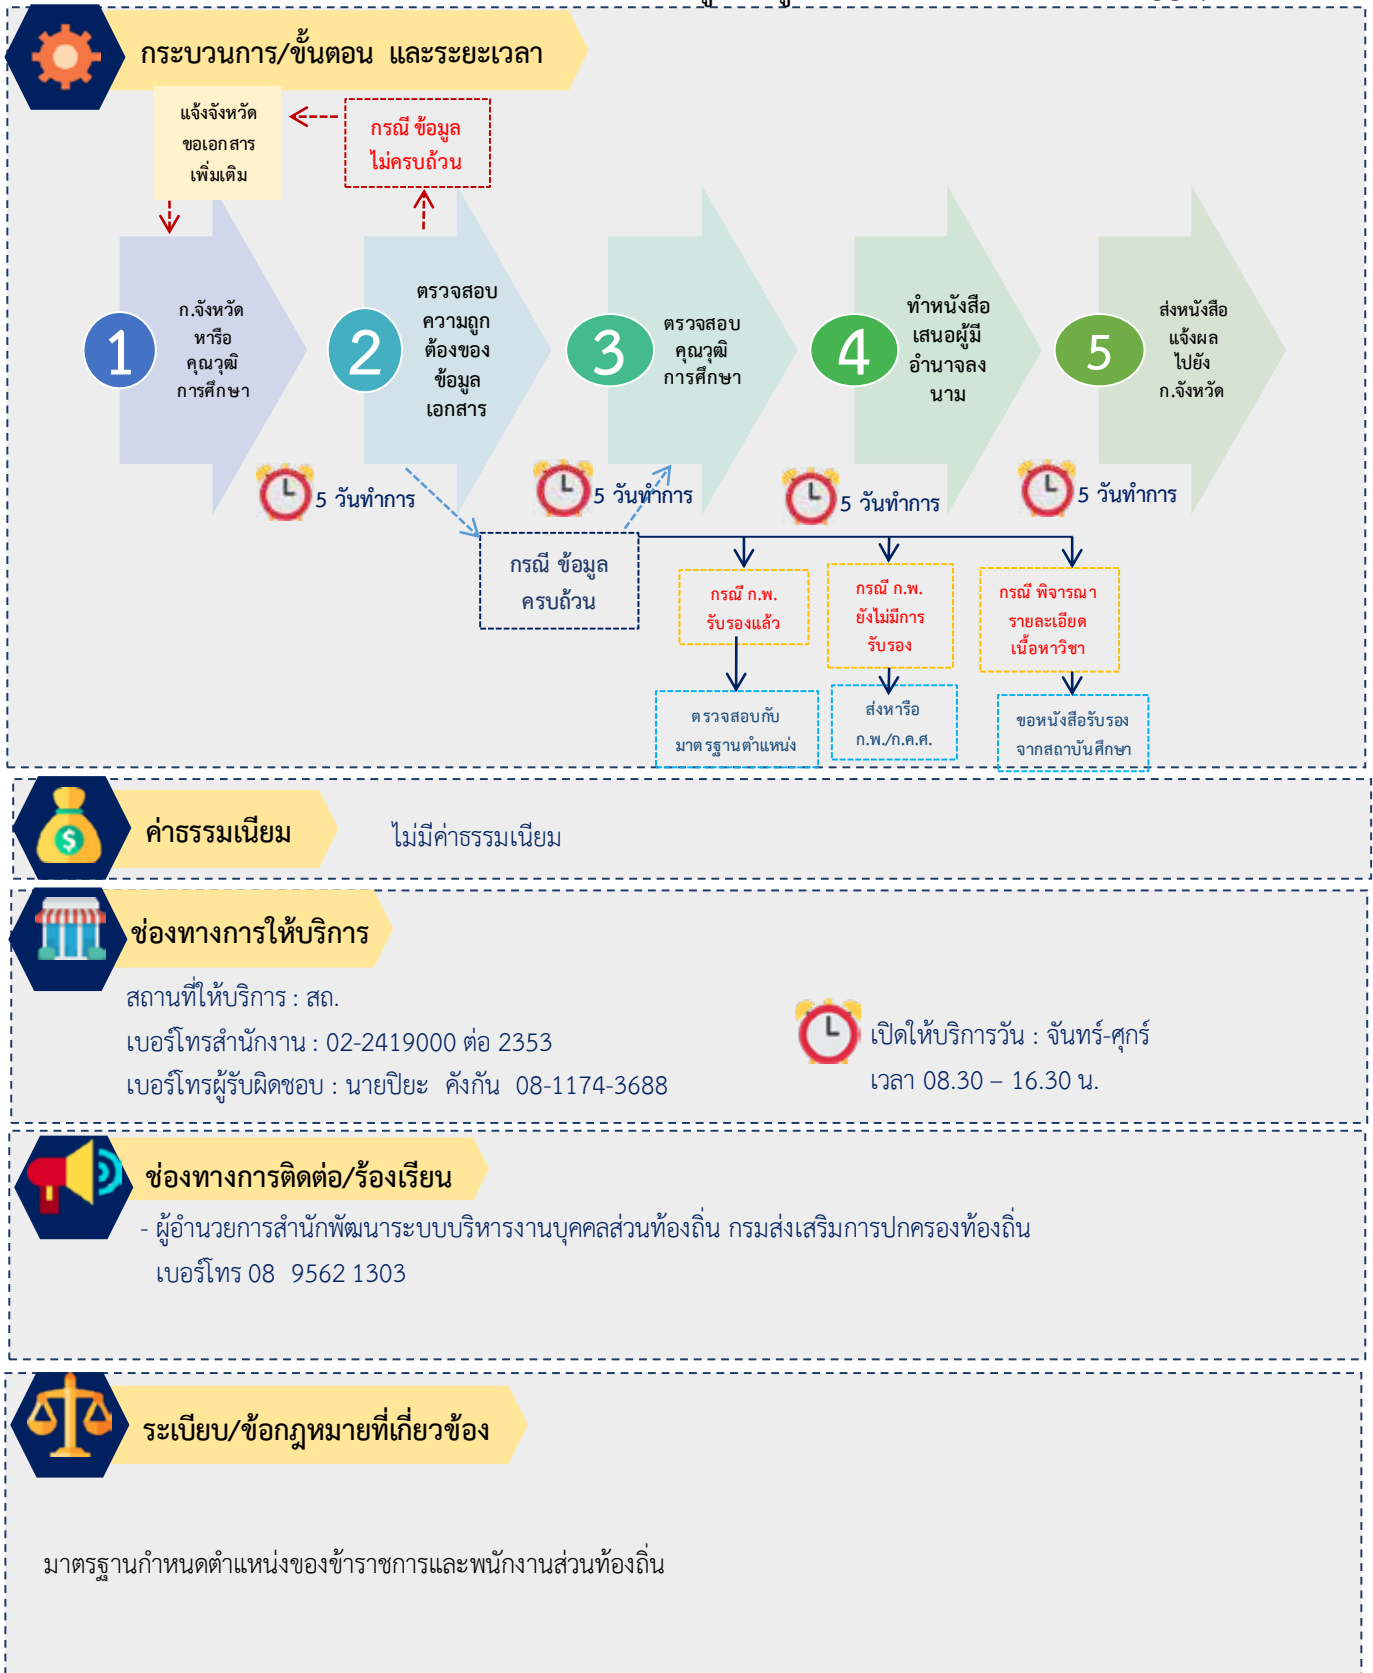 กระบวนการ/ขั้นตอน และระยะเวลา
แจ้งจังหวัด
ขอเอกสาร
เพิ่มเติม
กรณี ข้อมูล
ไม่ครบถ้วน
1
ก.จังหวัด
หารือ
คุณวุฒิ
การศึกษา
2
ตรวจสอบ
ความถูก
ต้องของ
ข้อมูล
เอกสาร
3
ตรวจสอบ
คุณวุฒิ
การศึกษา
4
ทำหนังสือ
เสนอผู้มี
อำนาจลง
นาม
5
ส่งหนังสือ
แจ้งผล
ไปยัง
ก.จังหวัด
5 วันทำการ
5 วันทำการ
5 วันทำการ
5 วันทำการ
กรณี ข้อมูล
ครบถ้วน
กรณี ก.พ.
รับรองแล้ว
กรณี ก.พ.
ยังไม่มีการ
รับรอง
กรณี พิจารณา
รายละเอียด
เนื้อหาวิชา
ตรวจสอบกับ
มาตรฐานตำแหน่ง
ส่งหารือ
ก.พ./ก.ค.ศ.
ขอหนังสือรับรอง
จากสถาบันศึกษา
ค่าธรรมเนียม
ไม่มีค่าธรรมเนียม
ช่องทางการให้บริการ
สถานที่ให้บริการ : สถ.
เบอร์โทรสำนักงาน : 02-2419000 ต่อ 2353
เบอร์โทรผู้รับผิดชอบ : นายปิยะ คังกัน 08-1174-3688
เปิดให้บริการวัน : จันทร์-ศุกร์
เวลา 08.30 – 16.30 น.
ช่องทางการติดต่อ/ร้องเรียน
- ผู้อำนวยการสำนักพัฒนาระบบบริหารงานบุคคลส่วนท้องถิ่น กรมส่งเสริมการปกครองท้องถิ่น
เบอร์โทร 08 9562 1303
ระเบียบ/ข้อกฎหมายที่เกี่ยวข้อง
มาตรฐานกำหนดตำแหน่งของข้าราชการและพนักงานส่วนท้องถิ่น